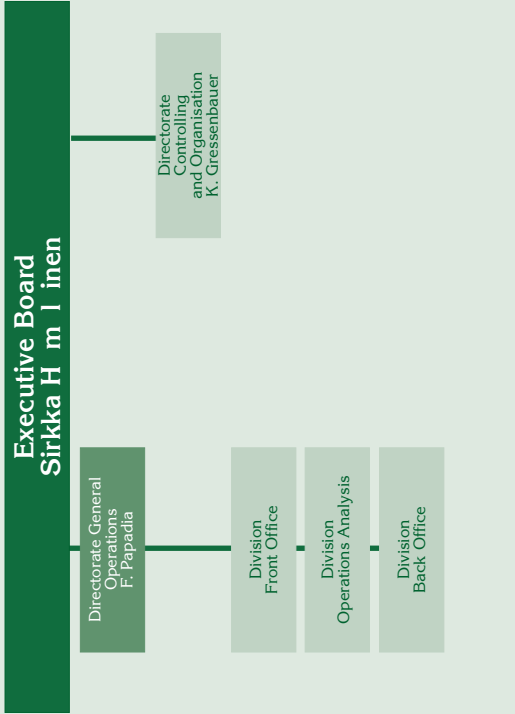 Executive Board
Sirkka H m l inen
Directorate General
Operations
F. Papadia
Division
Front Office
Division
Operations Analysis
Division
Back Office
Directorate
Controlling
and Organisation
K. Gressenbauer